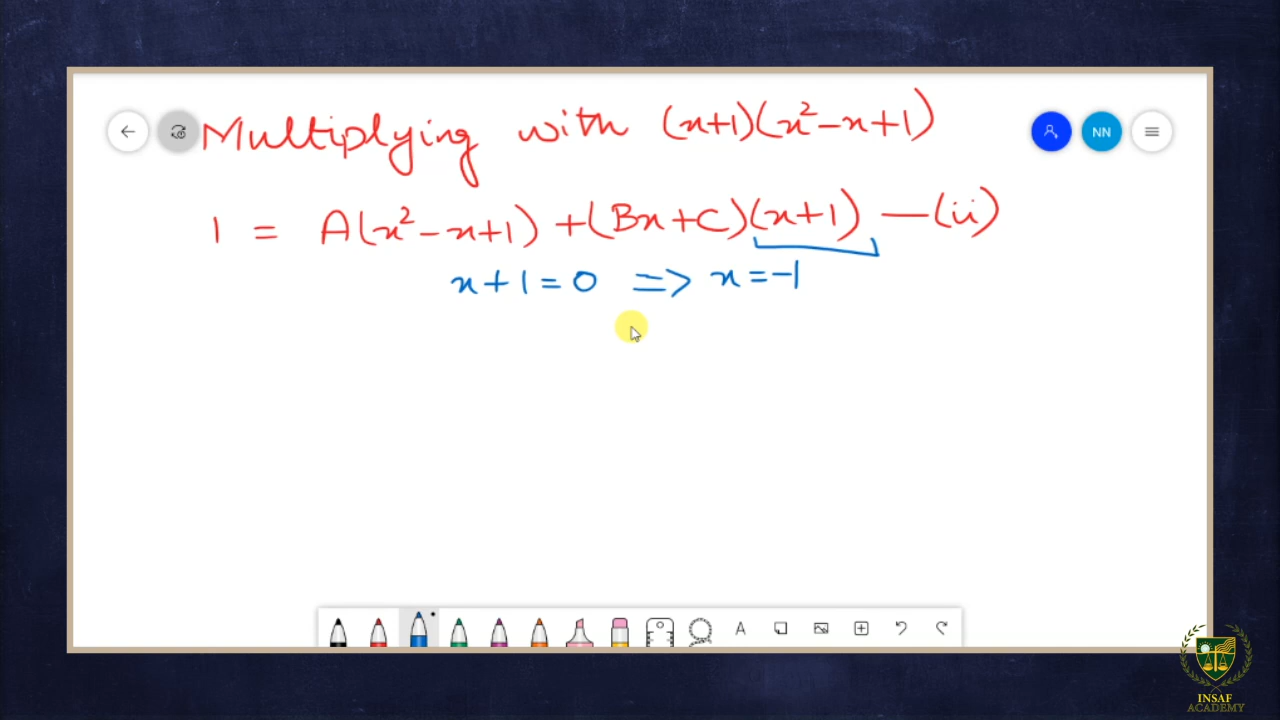 Multiplying with (x+1)(x²-x+1)
NN
1 = A(x²-x+1) + (Bx+C)(x+1) —(ii)
x+1=0 => x=-1
A
INSAF
ACADEMY